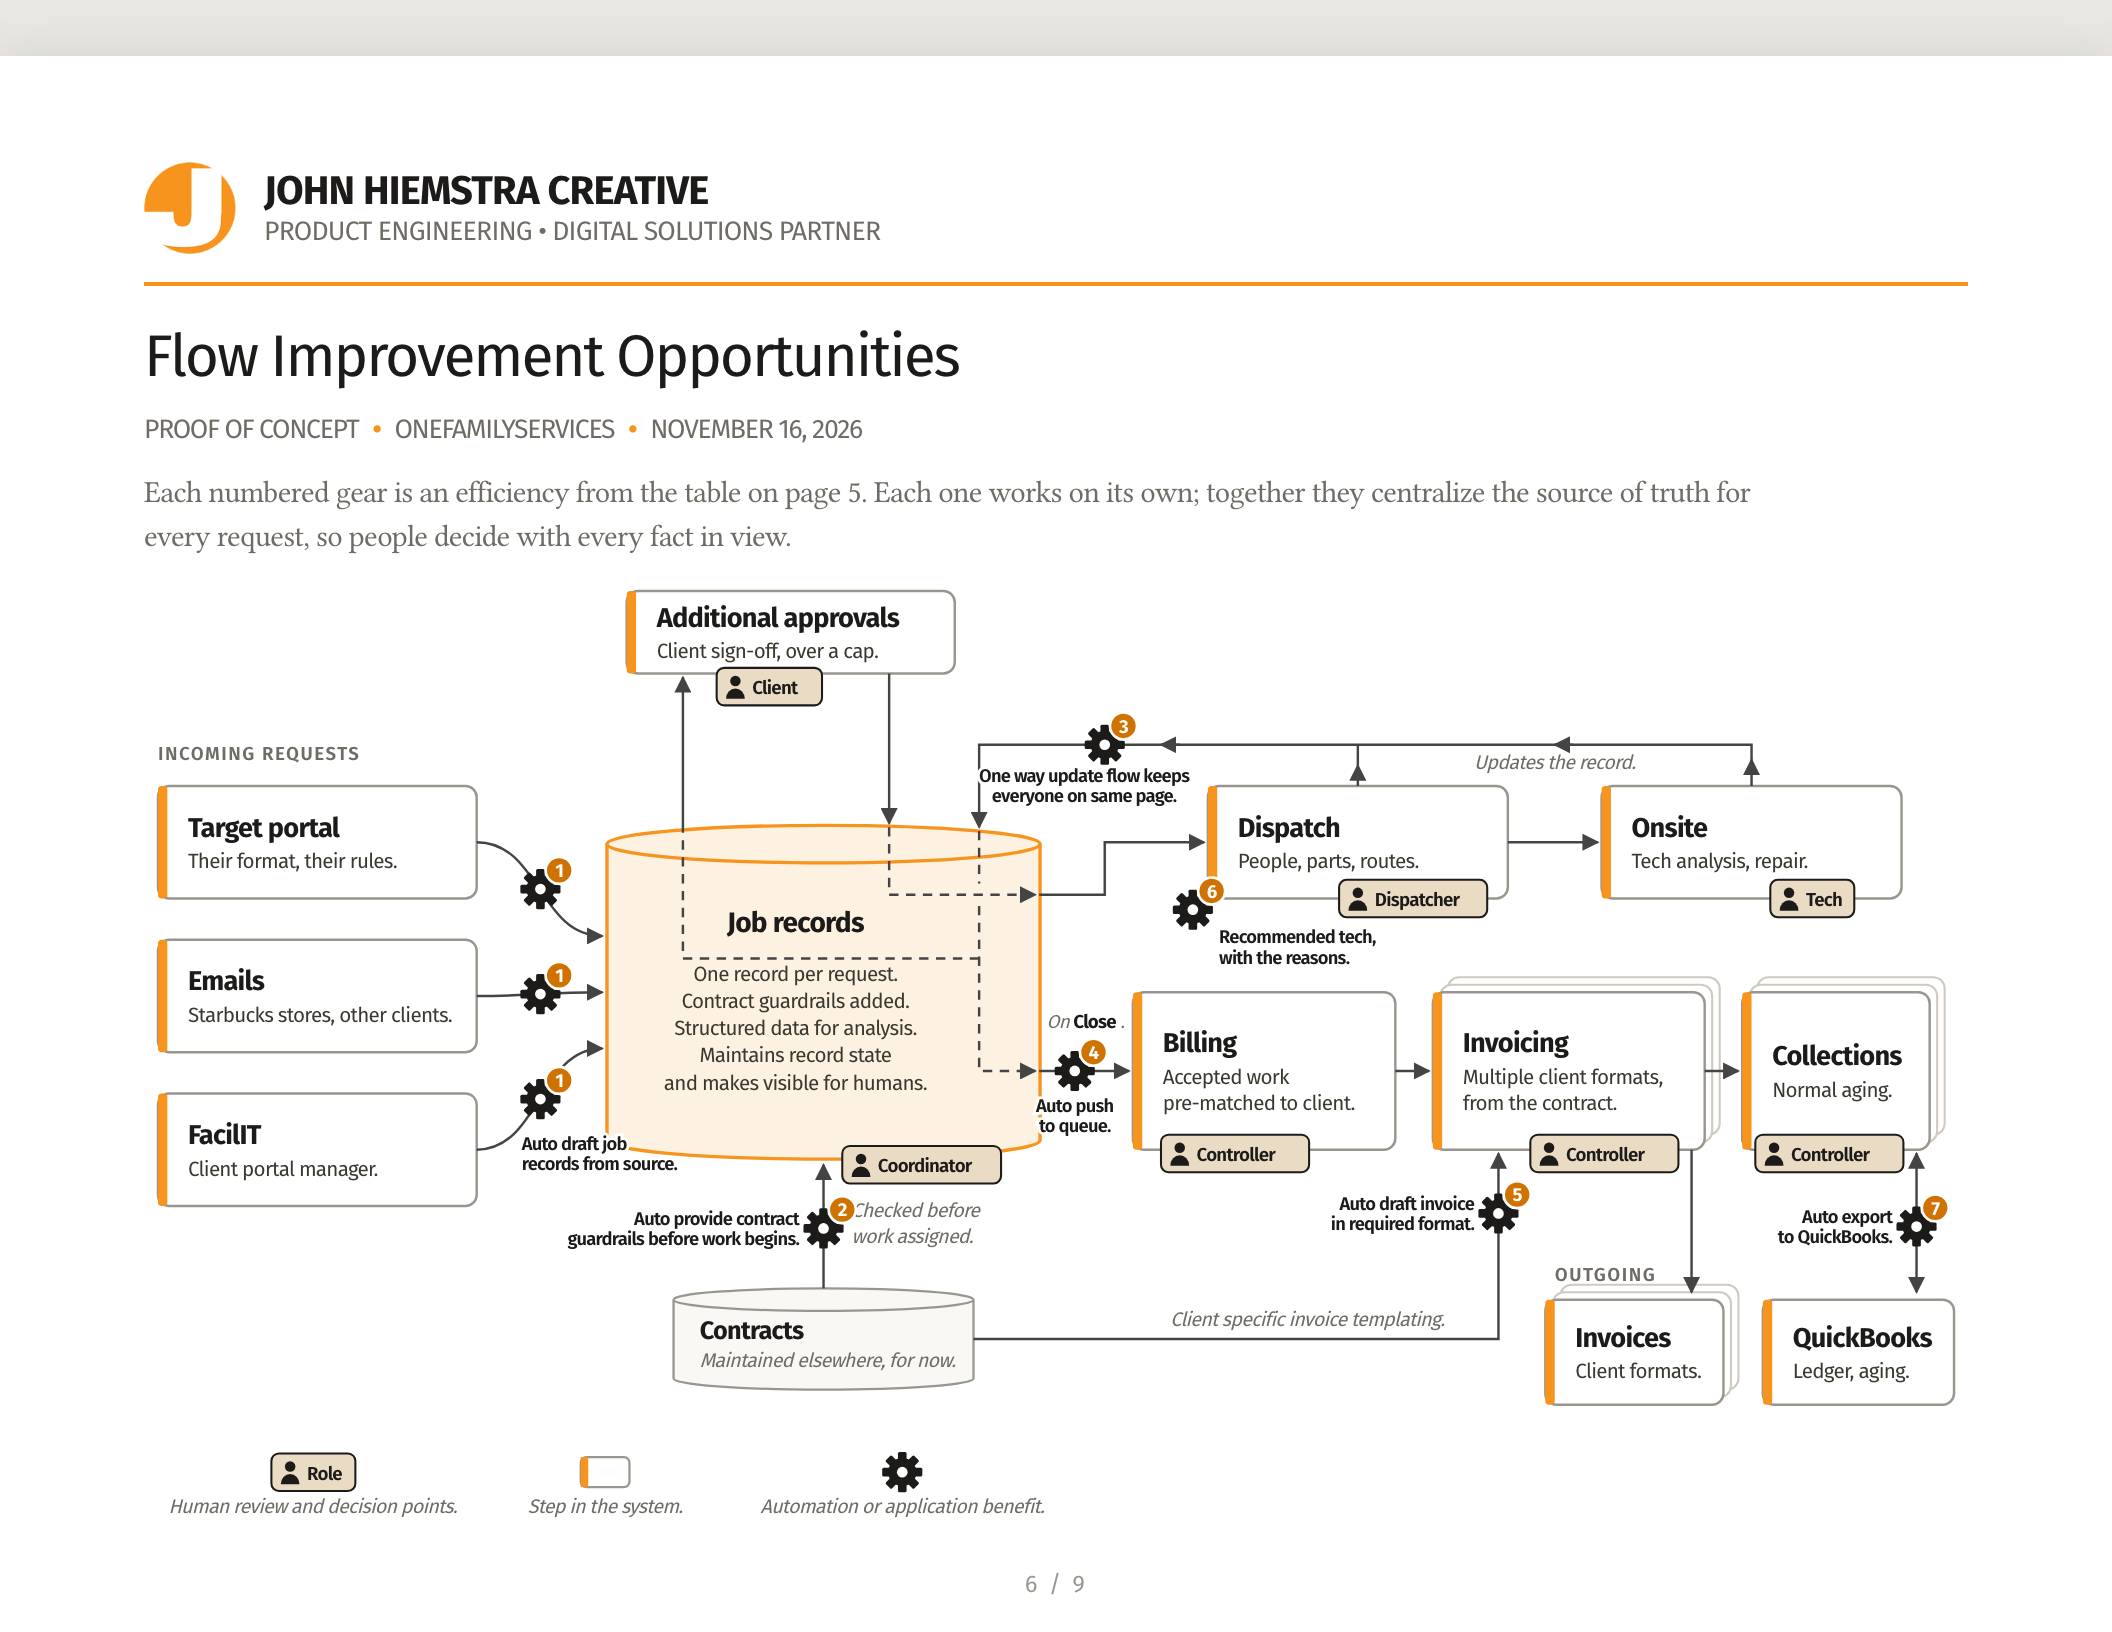 JOHN HIEMSTRA CREATIVE
PRODUCT ENGINEERING • DIGITAL SOLUTIONS PARTNER
Flow Improvement Opportunities
PROOF OF CONCEPT • ONEFAMILYSERVICES • NOVEMBER 16, 2026
Each numbered gear is an efficiency from the table on page 5. Each one works on its own; together they centralize the source of truth for
every request, so people decide with every fact in view.
Additional approvals
Client sign-off, over a cap.
Client
INCOMING REQUESTS
Target portal
Their format, their rules.
1
Emails
Starbucks stores, other clients.
1
FacilIT
Client portal manager.
1
Auto draft job
records from source.
Job records
One record per request.
Contract guardrails added.
Structured data for analysis.
Maintains record state
and makes visible for humans.
Coordinator
3
One way update flow keeps
everyone on same page.
Updates the record.
Dispatch
People, parts, routes.
Dispatcher
6
Recommended tech,
with the reasons.
Onsite
Tech analysis, repair.
Tech
On Close .
4
Auto push
to queue.
Billing
Accepted work
pre-matched to client.
Controller
Invoicing
Multiple client formats,
from the contract.
Controller
Collections
Normal aging.
Controller
Auto provide contract
guardrails before work begins.
2
Checked before
work assigned.
Contracts
Maintained elsewhere, for now.
Client specific invoice templating.
Auto draft invoice
in required format.
5
Auto export
to QuickBooks.
7
OUTGOING
Invoices
Client formats.
QuickBooks
Ledger, aging.
Role
Human review and decision points.
Step in the system.
Automation or application benefit.
6 / 9